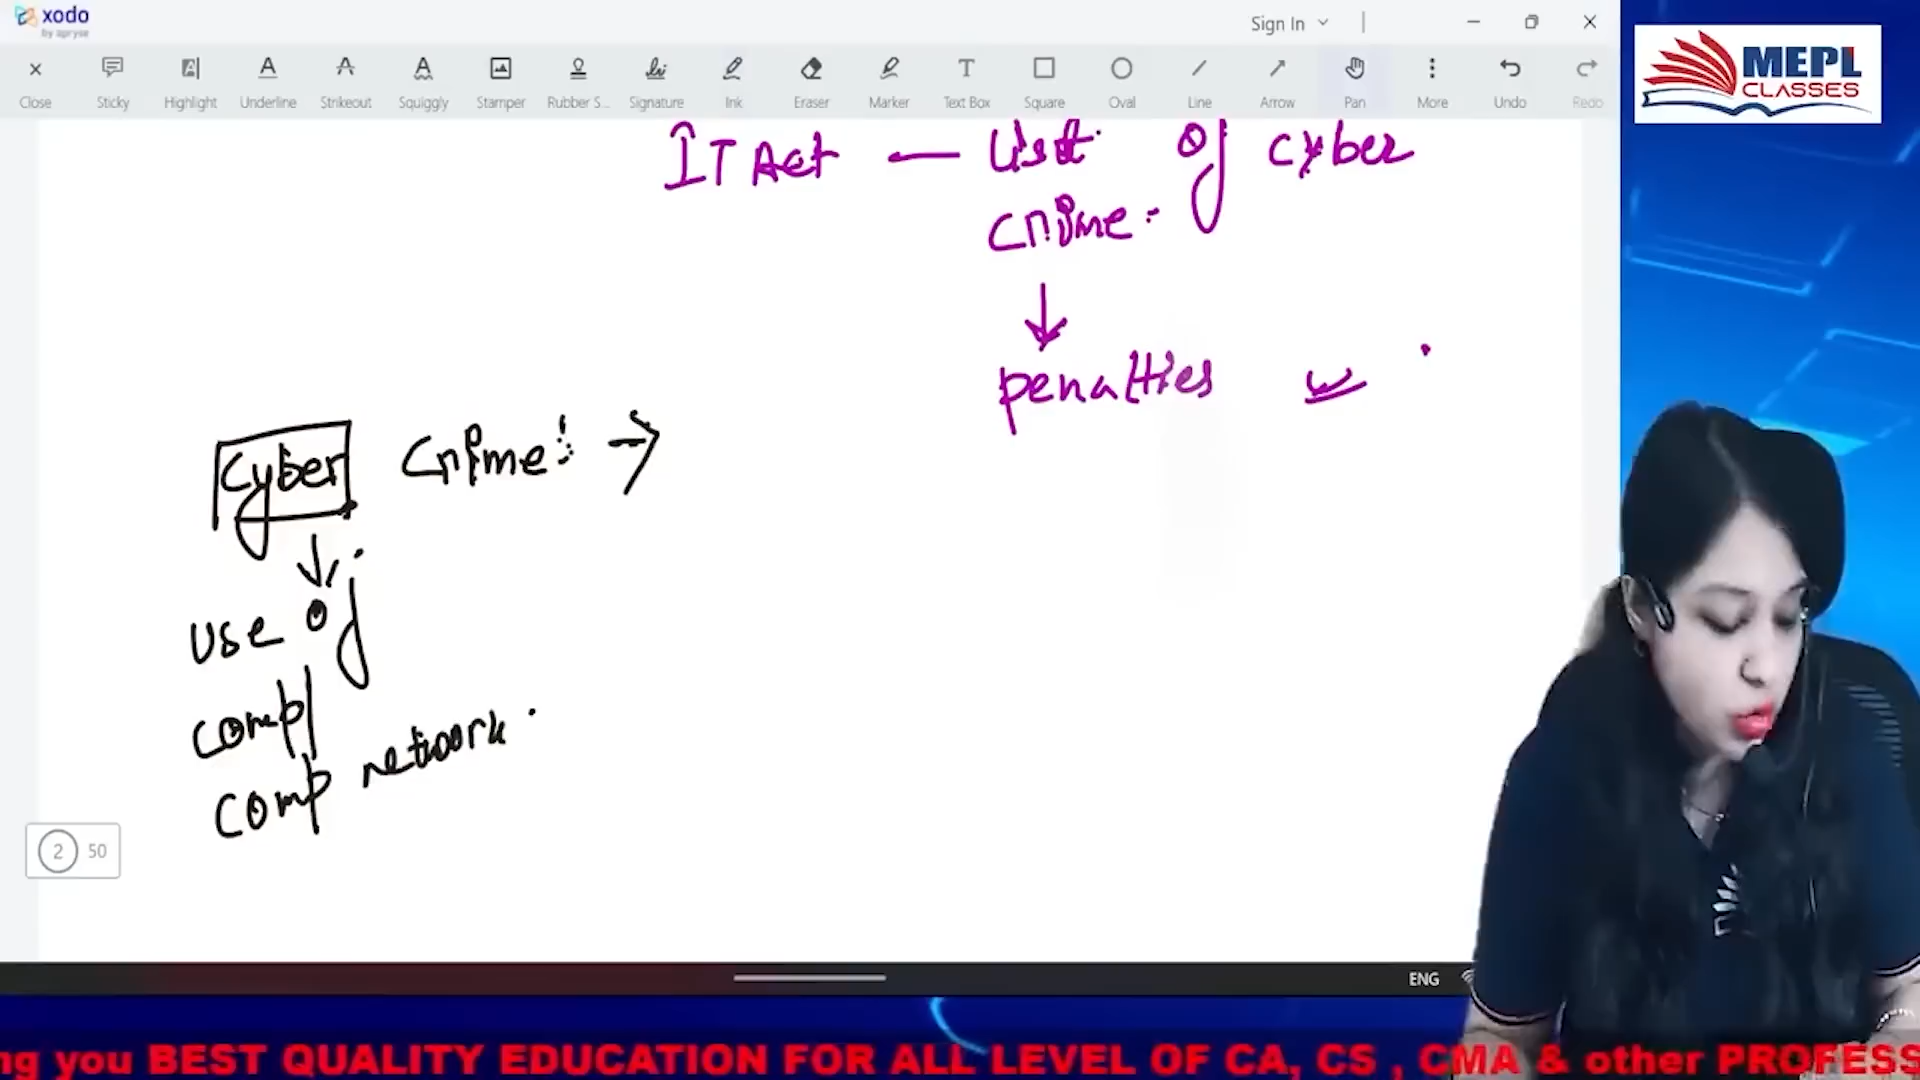 xodo
by apryse
Sign In
MEPL
CLASSES
Close Sticky Highlight Underline Strikeout Squiggly Stamper Rubber S... Signature Ink Eraser Marker Text Box Square Oval Line Arrow Pan More Undo Redo
IT Act — List of cyber
crime :-
penalties
Cyber Crime : →
use of
comp/
comp network .
2 50
ENG
ng you BEST QUALITY EDUCATION FOR ALL LEVEL OF CA, CS , CMA & other PROFESS